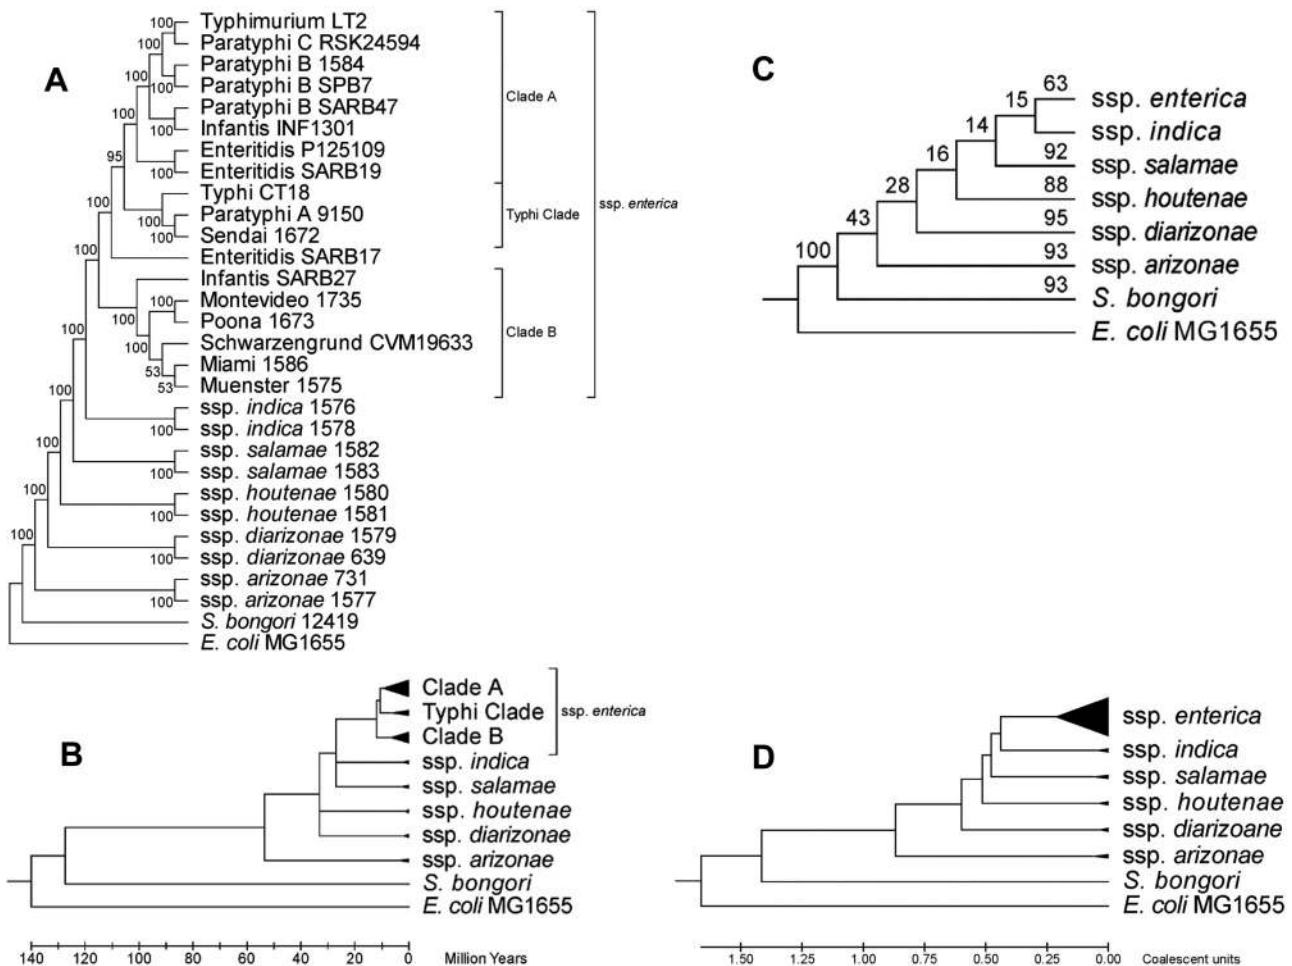 A
100
Typhimurium LT2
100
Paratyphi C RSK24594
100
Paratyphi B 1584
100
Paratyphi B SPB7
100
Paratyphi B SARB47
100
Infantis INF1301
Enteritidis P125109
95
100
Enteritidis SARB19
Clade A
Typhi CT18
100
Paratyphi A 9150
100
100
Sendai 1672
Typhi Clade
ssp. enterica
100
Enteritidis SARB17
Infantis SARB27
100
Montevideo 1735
100
Poona 1673
100
100
Schwarzengrund CVM19633
Clade B
53
Miami 1586
53
Muenster 1575
100
ssp. indica 1576
100
ssp. indica 1578
100
ssp. salamae 1582
100
ssp. salamae 1583
ssp. houtenae 1580
100
100
ssp. houtenae 1581
100
ssp. diarizonae 1579
100
ssp. diarizonae 639
ssp. arizonae 731
100
ssp. arizonae 1577
S. bongori 12419
E. coli MG1655
B
Clade A
Typhi Clade
ssp. enterica
Clade B
ssp. indica
ssp. salamae
ssp. houtenae
ssp. diarizonae
ssp. arizonae
S. bongori
E. coli MG1655
140 120 100 80 60 40 20 0 Million Years
C
63
15
ssp. enterica
14
ssp. indica
16
92
ssp. salamae
28
88
ssp. houtenae
43
95
ssp. diarizonae
100
93
ssp. arizonae
93
S. bongori
E. coli MG1655
D
ssp. enterica
ssp. indica
ssp. salamae
ssp. houtenae
ssp. diarizoane
ssp. arizonae
S. bongori
E. coli MG1655
1.50 1.25 1.00 0.75 0.50 0.25 0.00 Coalescent units